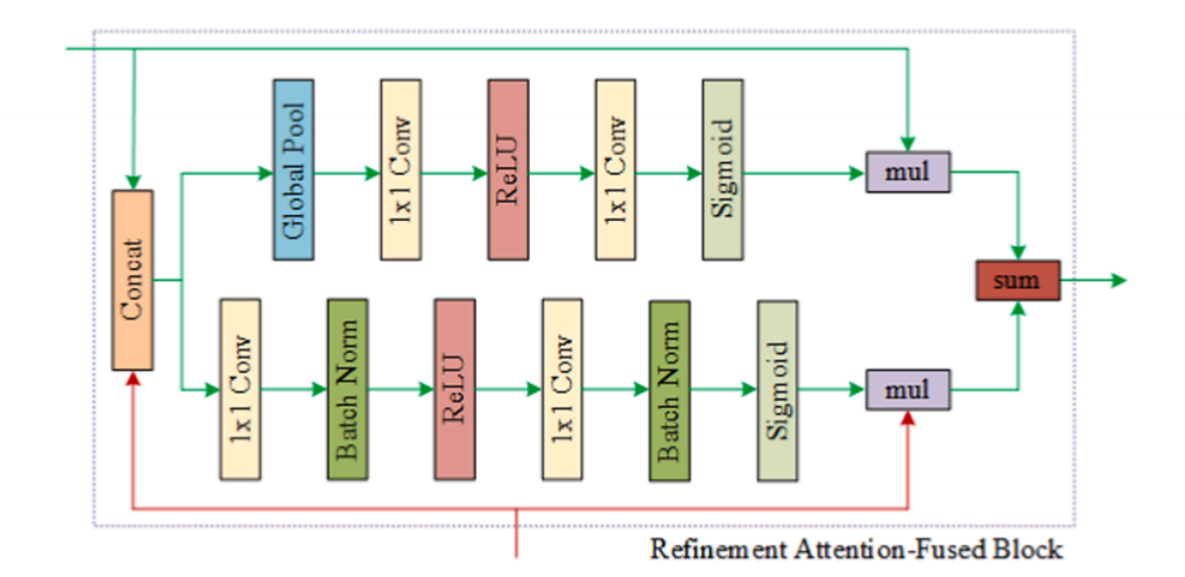 Concat
Global Pool
1x1 Conv
ReLU
1x1 Conv
Sigmoid
mul
sum
1x1 Conv
Batch Norm
ReLU
1x1 Conv
Batch Norm
Sigmoid
mul
Refinement Attention-Fused Block